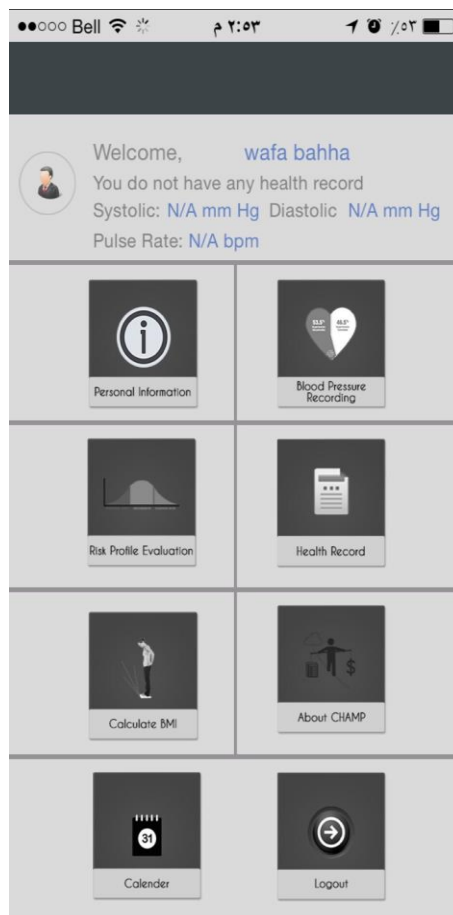 Bell ٢:٥٣ م ٪٥٣
Welcome, wafa bahha
You do not have any health record
Systolic: N/A mm Hg Diastolic N/A mm Hg
Pulse Rate: N/A bpm
Personal Information
Blood Pressure
Recording
Risk Profile Evaluation
Health Record
Calculate BMI
$
About CHAMP
31
Calender
Logout